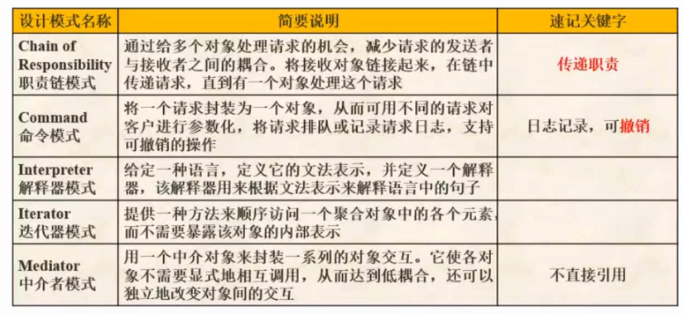 设计模式名称 简要说明 速记关键字
Chain of
Responsibility
职责链模式
通过给多个对象处理请求的机会，减少请求的发送者
与接收者之间的耦合。将接收对象链接起来，在链中
传递请求，直到有一个对象处理这个请求
传递职责
Command
命令模式
将一个请求封装为一个对象，从而可用不同的请求对
客户进行参数化，将请求排队或记录请求日志，支持
可撤销的操作
日志记录，可撤销
Interpreter
解释器模式
给定一种语言，定义它的文法表示，并定义一个解释
器，该解释器用来根据文法表示来解释语言中的句子
Iterator
迭代器模式
提供一种方法来顺序访问一个聚合对象中的各个元素，
而不需要暴露该对象的内部表示
Mediator
中介者模式
用一个中介对象来封装一系列的对象交互。它使各对
象不需要显式地相互调用，从而达到低耦合，还可以
独立地改变对象间的交互
不直接引用